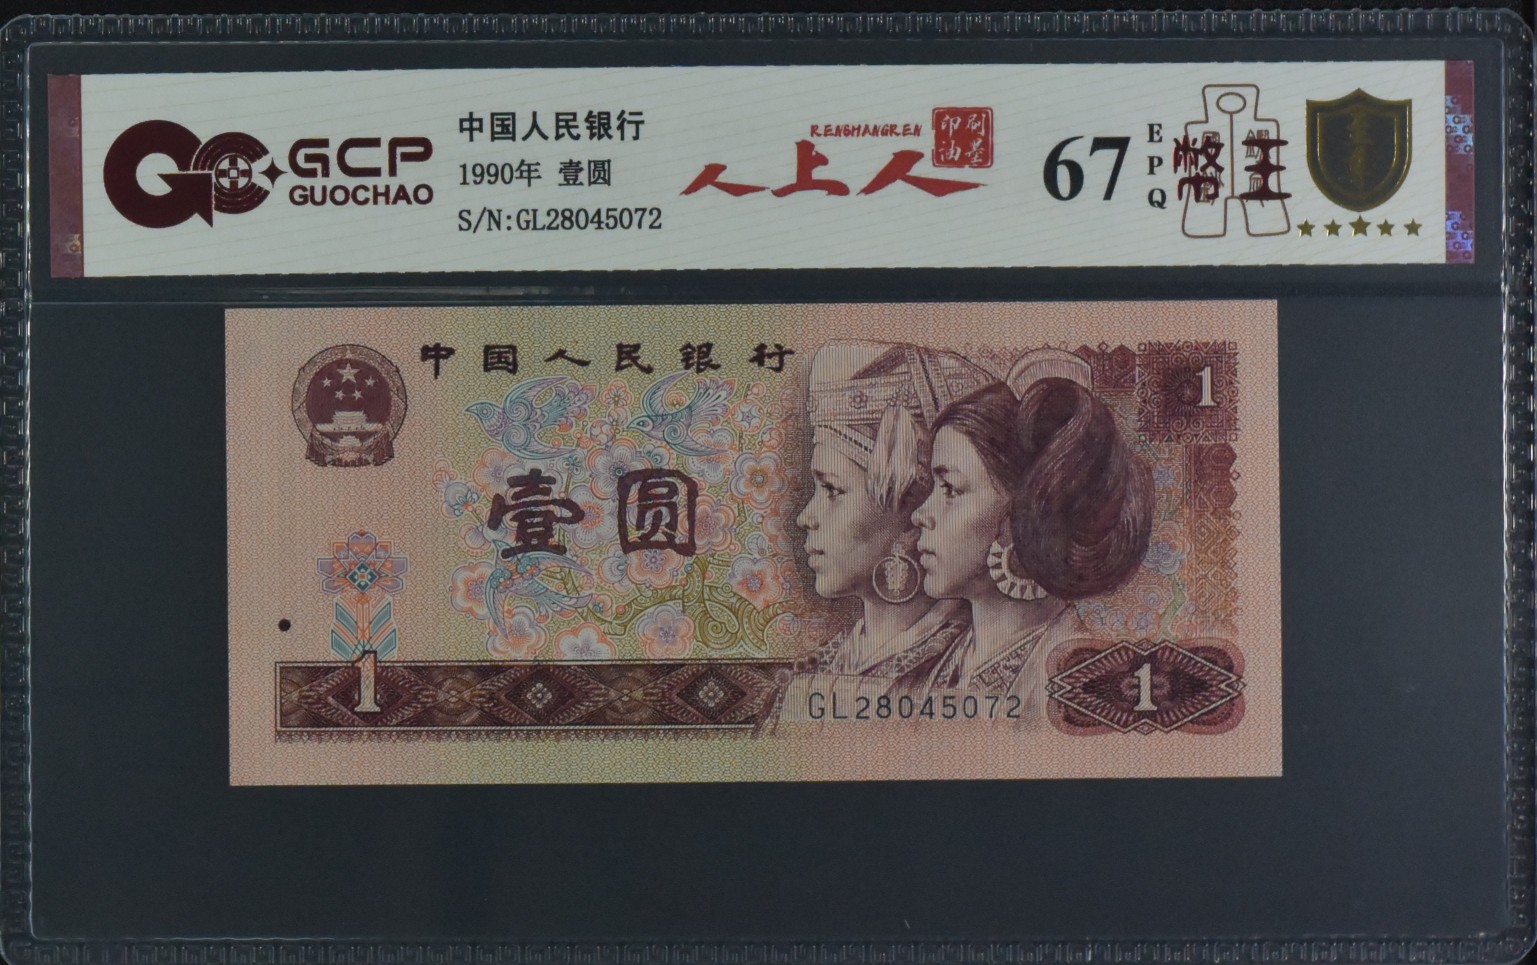 GCP
GUOCHAO
中国人民银行
1990年 壹圆
S/N:GL28045072
RENSHANGREN
人上人
印刷
油墨
67
EPQ
中国人民银行
1
壹圆
1
GL28045072
1